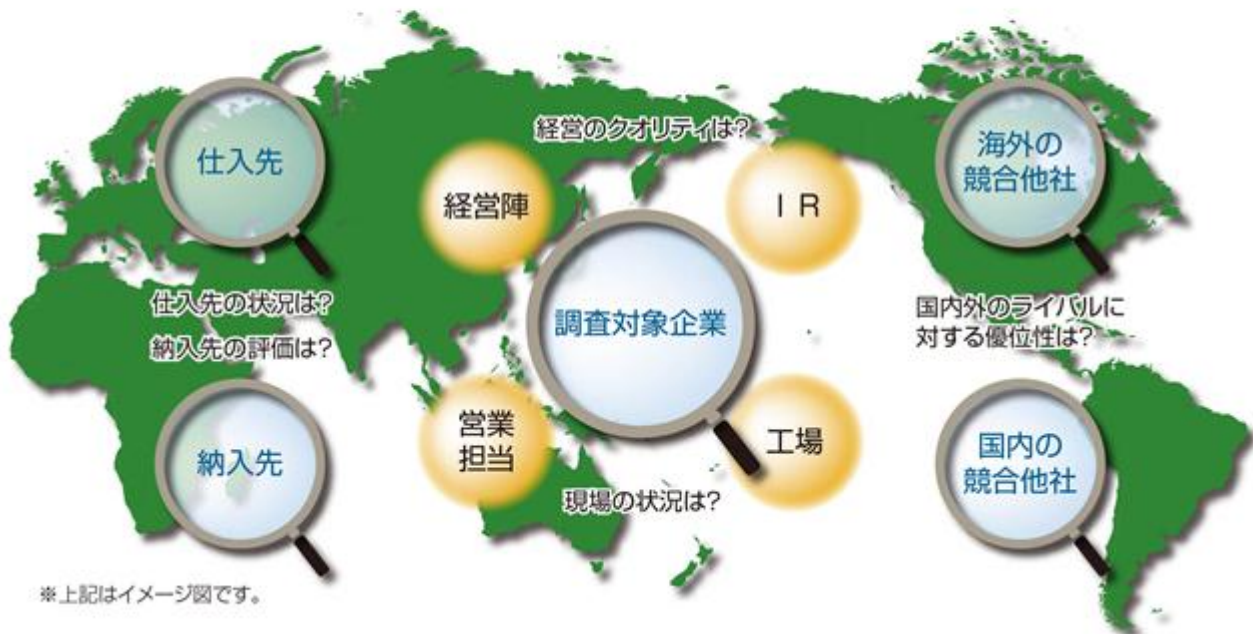 経営のクオリティは?
仕入先
経営陣
ＩＲ
海外の
競合他社
調査対象企業
仕入先の状況は?
納入先の評価は?
国内外のライバルに
対する優位性は?
納入先
営業
担当
工場
国内の
競合他社
現場の状況は?
※上記はイメージ図です。